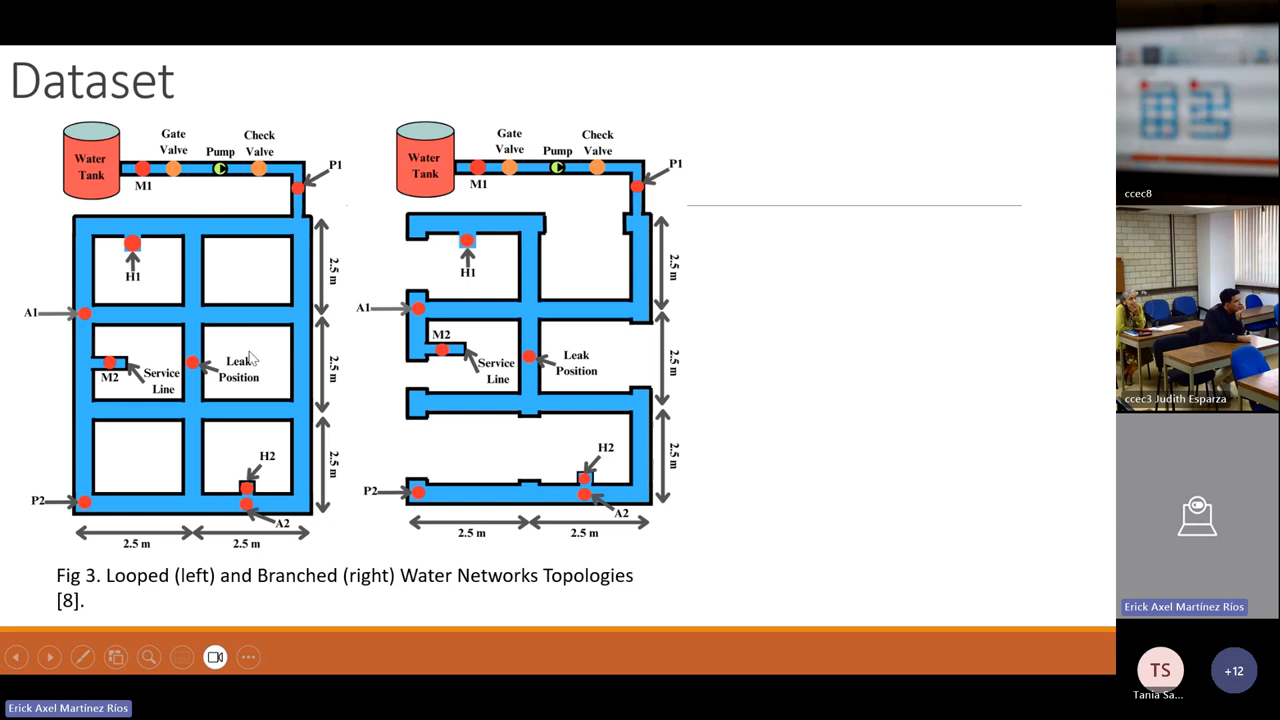 Dataset
Water
Tank
Gate
Valve
Pump
Check
Valve
P1
M1
H1
A1
M2
Service
Line
Leak
Position
H2
P2
A2
2.5 m
2.5 m
2.5 m
2.5 m
2.5 m
Water
Tank
Gate
Valve
Pump
Check
Valve
P1
M1
H1
A1
M2
Service
Line
Leak
Position
H2
P2
A2
2.5 m
2.5 m
2.5 m
2.5 m
2.5 m
Fig 3. Looped (left) and Branched (right) Water Networks Topologies
[8].
Erick Axel Martínez Ríos
ccec8
ccec3 Judith Esparza
Erick Axel Martínez Ríos
TS
Tania Sa...
+12